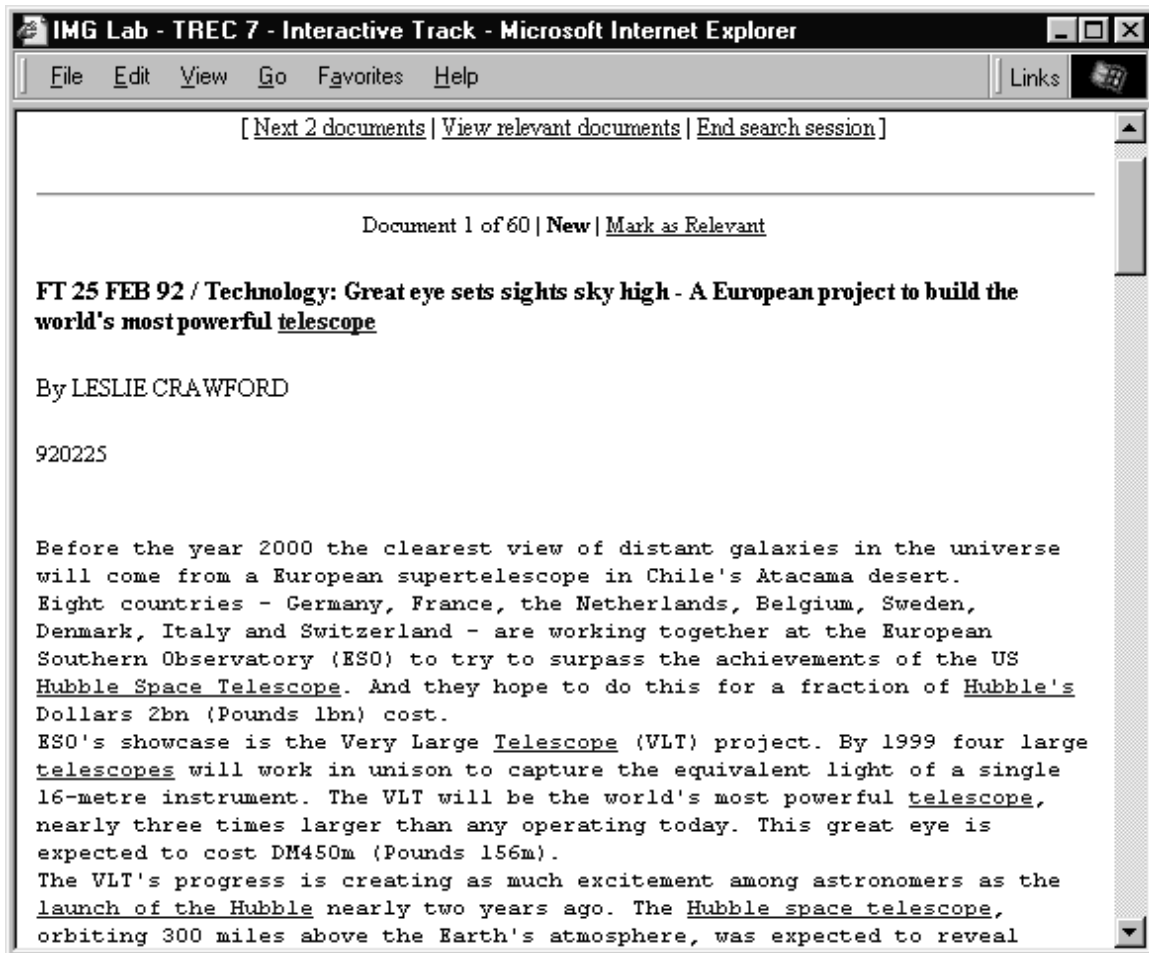 IMG Lab - TREC 7 - Interactive Track - Microsoft Internet Explorer
File Edit View Go Favorites Help Links
[ Next 2 documents | View relevant documents | End search session ]
Document 1 of 60 | New | Mark as Relevant
FT 25 FEB 92 / Technology: Great eye sets sights sky high - A European project to build the
world's most powerful telescope
By LESLIE CRAWFORD
920225
Before the year 2000 the clearest view of distant galaxies in the universe
will come from a European supertelescope in Chile's Atacama desert.
Eight countries - Germany, France, the Netherlands, Belgium, Sweden,
Denmark, Italy and Switzerland - are working together at the European
Southern Observatory (ESO) to try to surpass the achievements of the US
Hubble Space Telescope. And they hope to do this for a fraction of Hubble's
Dollars 2bn (Pounds 1bn) cost.
ESO's showcase is the Very Large Telescope (VLT) project. By 1999 four large
telescopes will work in unison to capture the equivalent light of a single
16-metre instrument. The VLT will be the world's most powerful telescope,
nearly three times larger than any operating today. This great eye is
expected to cost DM450m (Pounds 156m).
The VLT's progress is creating as much excitement among astronomers as the
launch of the Hubble nearly two years ago. The Hubble space telescope,
orbiting 300 miles above the Earth's atmosphere, was expected to reveal